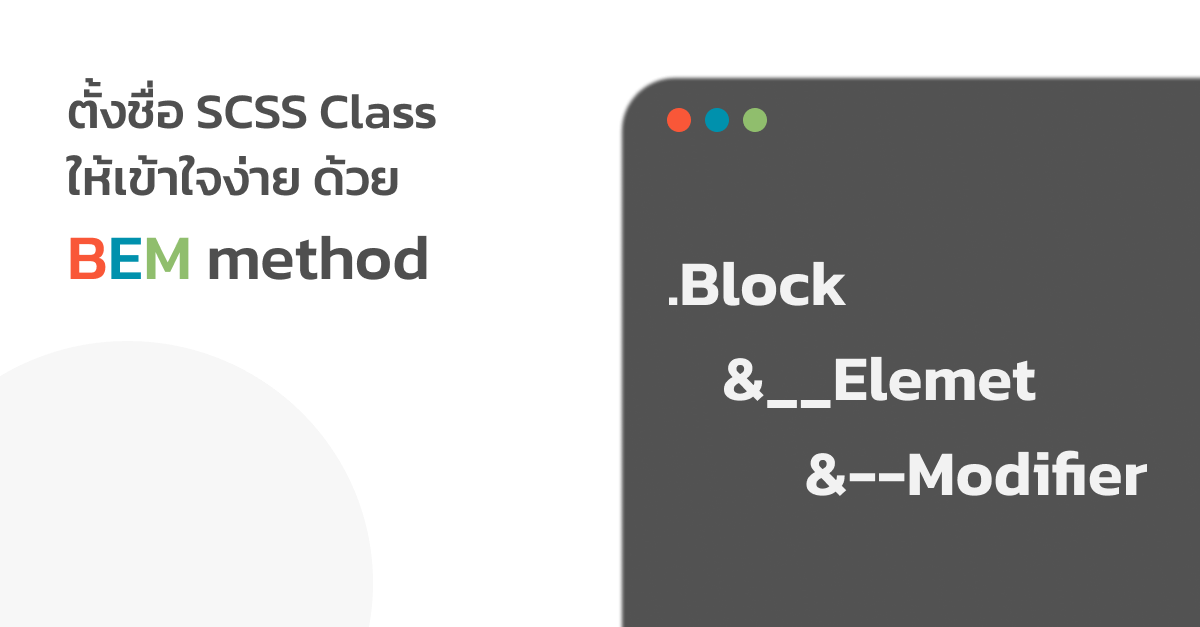 ตั้งชื่อ SCSS Class
ให้เข้าใจง่าย ด้วย
BEM method
.Block
&__Elemet
&--Modifier